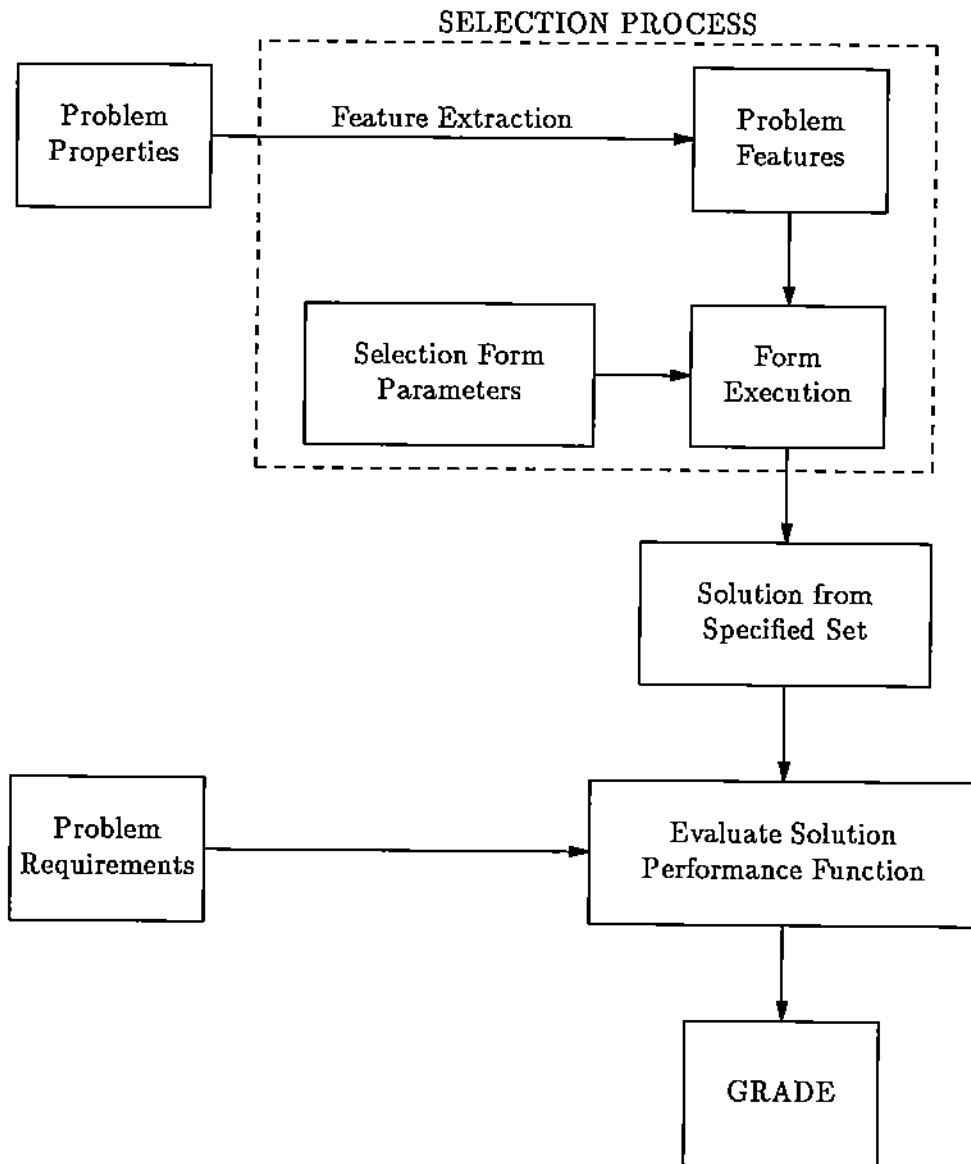 SELECTION PROCESS
Problem
Properties
Feature Extraction
Problem
Features
Selection Form
Parameters
Form
Execution
Solution from
Specified Set
Problem
Requirements
Evaluate Solution
Performance Function
GRADE